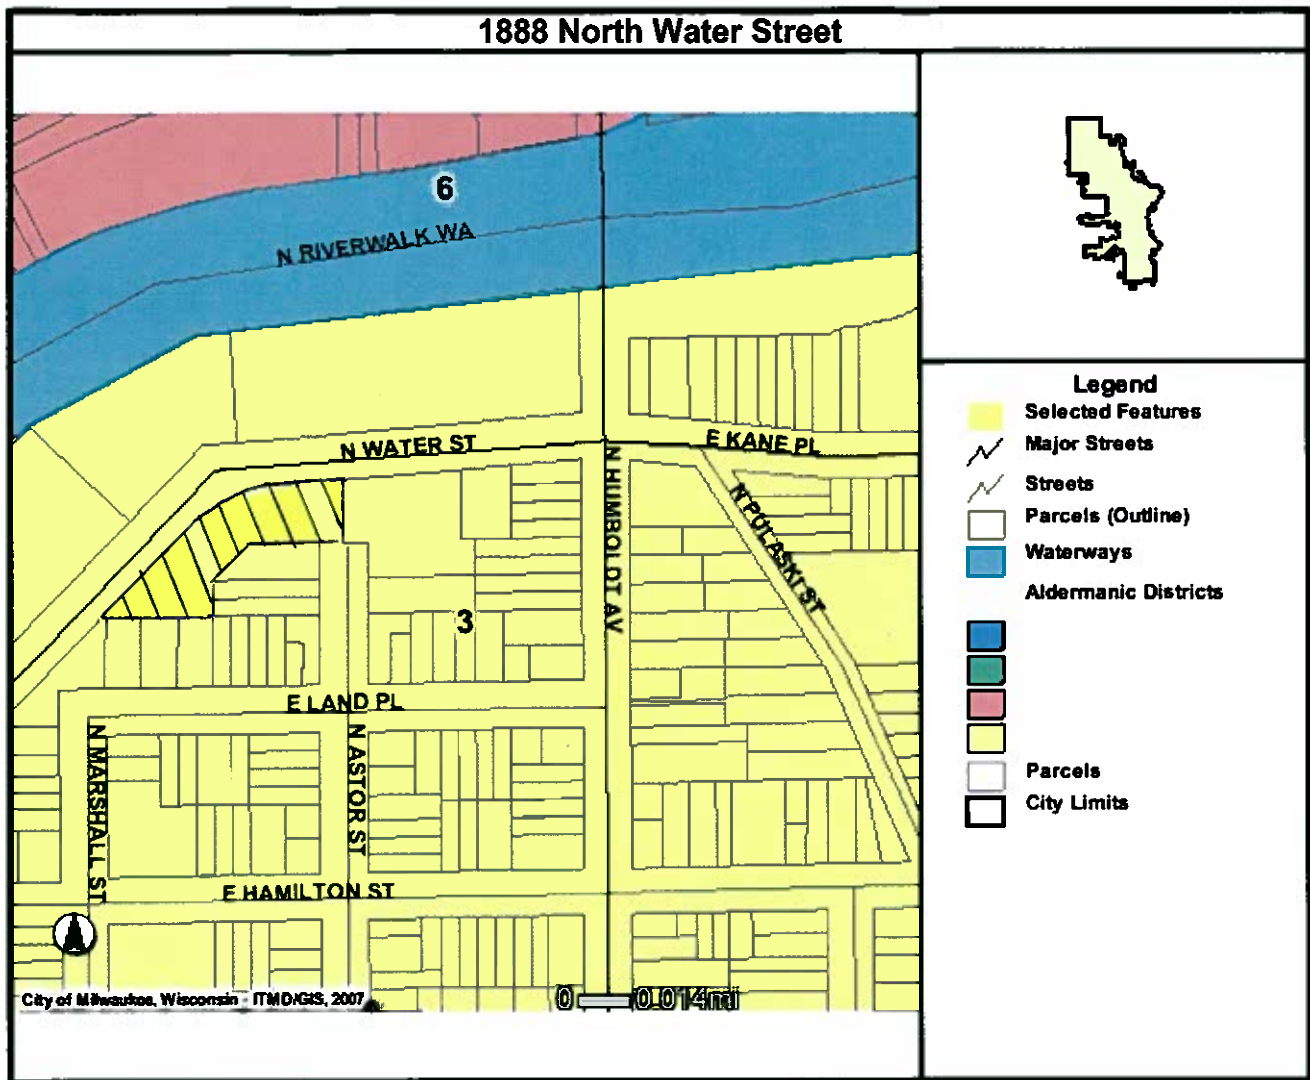 1888 North Water Street
6
N RIVERWALK WA
N WATER ST
E KANE PL
N HUMBOLDT AV
N PULASKI ST
3
E LAND PL
N MARSHALL ST
N ASTOR ST
E HAMILTON ST
City of Milwaukee, Wisconsin - ITMD/GIS, 2007
0 0.014mi
Legend
Selected Features
Major Streets
Streets
Parcels (Outline)
Waterways
Aldermanic Districts
Parcels
City Limits